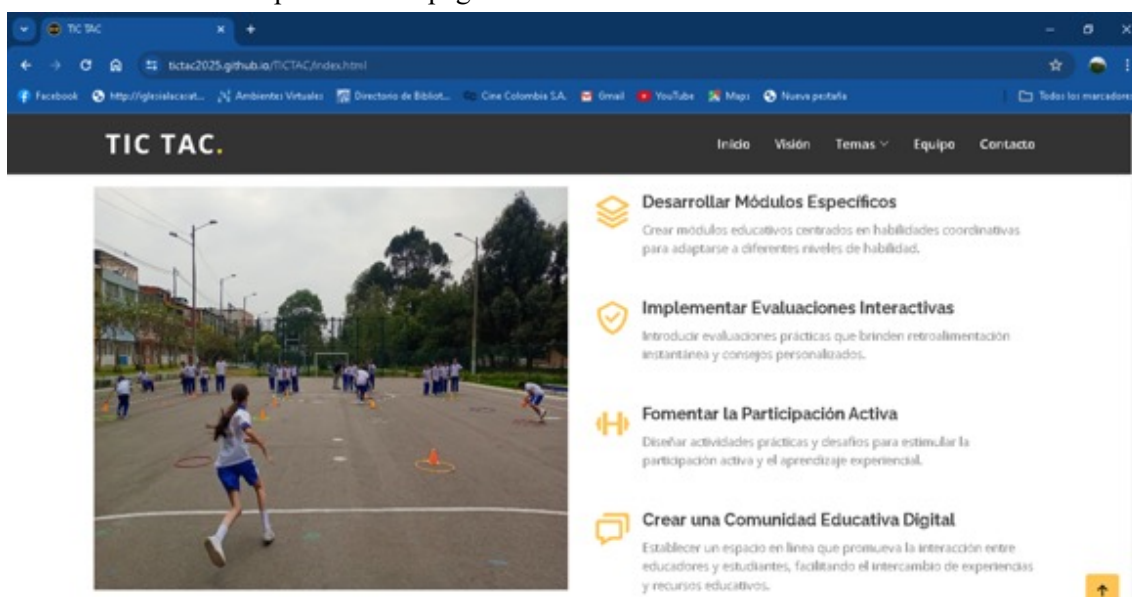 TIC TAC
tictac2025.github.io/TICTAC/index.html
Facebook
Ambientes Virtuales
Directorio de Bibliot...
Cine Colombia S.A.
Gmail
YouTube
Maps
Nueva pestaña
Todos los marcadores
TIC TAC.
Inicio Visión Temas Equipo Contacto
Desarrollar Módulos Específicos
Crear módulos educativos centrados en habilidades coordinativas
para adaptarse a diferentes niveles de habilidad.
Implementar Evaluaciones Interactivas
Introducir evaluaciones prácticas que brinden retroalimentación
instantánea y consejos personalizados.
Fomentar la Participación Activa
Diseñar actividades prácticas y desafíos para estimular la
participación activa y el aprendizaje experiencial.
Crear una Comunidad Educativa Digital
Establecer un espacio en línea que promueva la interacción entre
educadores y estudiantes, facilitando el intercambio de experiencias
y recursos educativos.